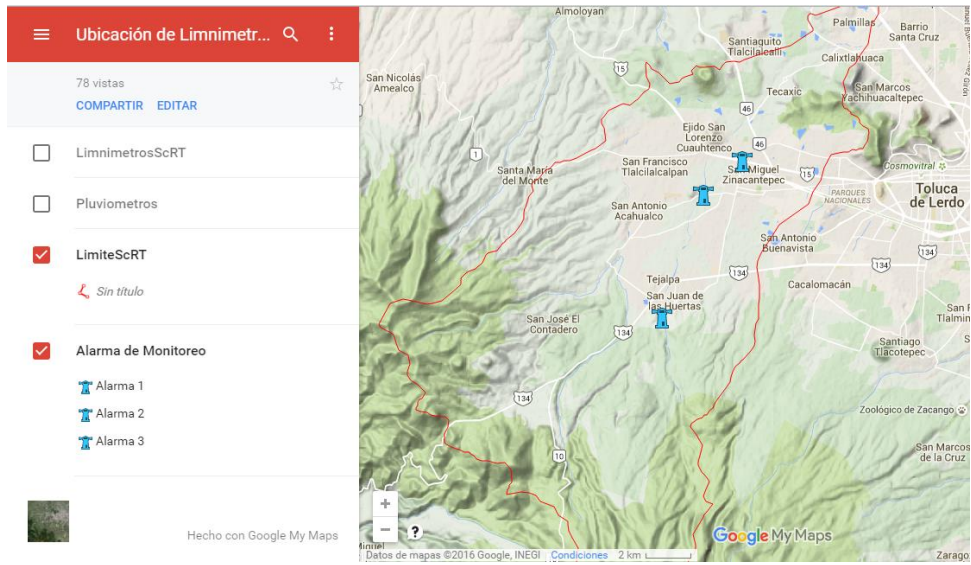 Ubicación de Limnimetr...
78 vistas
COMPARTIR EDITAR
LimnimetrosScRT
Pluviometros
LimiteScRT
Sin título
Alarma de Monitoreo
Alarma 1
Alarma 2
Alarma 3
Hecho con Google My Maps
Almoloyan
Palmillas
Barrio
Santa Cruz
Santiaguito
Tlalcilalcalli
Calixtlahuaca
15
San Nicolás
Amealco
Tecaxic
San Marcos
Yachihuacaltepec
46
Ejido San
Lorenzo
Cuauhtenco
46
1
San Francisco
Tlalcilalcalpan
Santa María
del Monte
San Miguel
Zinacantepec
15
Cosmovitral
PARQUES
NACIONALES
Toluca
de Lerdo
San Antonio
Acahualco
San Antonio
Buenavista
134
134
134
Tejalpa
Cacalomacán
San Juan de
las Huertas
San José El
Contadero
134
Tlalmin
Santiago
Tlacotepec
134
Zoológico de Zacango
San Marcos
de la Cruz
10
+
−
?
Google My Maps
Datos de mapas ©2016 Google, INEGI Condiciones 2 km
Zarago